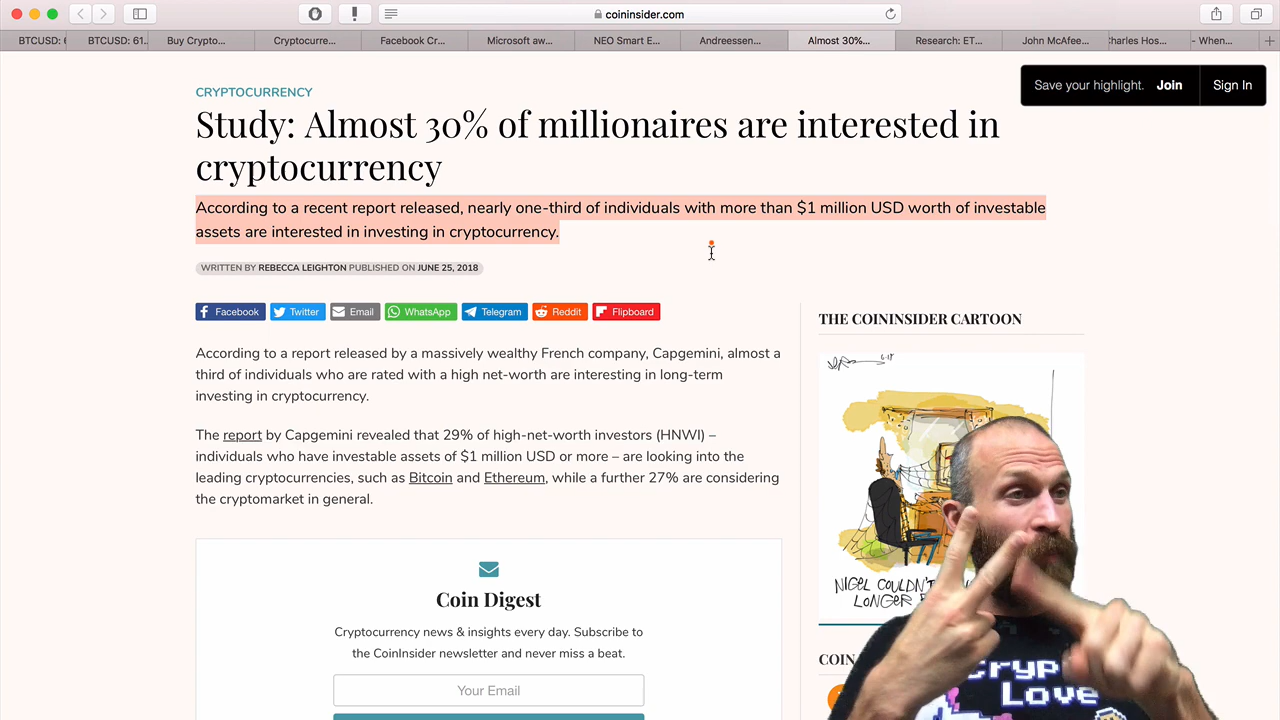 coininsider.com
BTCUSD: 6
BTCUSD: 61..
Buy Crypto...
Cryptocurre...
Facebook Cr...
Microsoft aw...
NEO Smart E...
Andreessen...
Almost 30%...
Research: ET...
John McAfee...
Charles Hos...
- When...
Save your highlight. Join Sign In
CRYPTOCURRENCY
Study: Almost 30% of millionaires are interested in
cryptocurrency
According to a recent report released, nearly one-third of individuals with more than $1 million USD worth of investable
assets are interested in investing in cryptocurrency.
WRITTEN BY REBECCA LEIGHTON PUBLISHED ON JUNE 25, 2018
Facebook Twitter Email WhatsApp Telegram Reddit Flipboard
According to a report released by a massively wealthy French company, Capgemini, almost a
third of individuals who are rated with a high net-worth are interesting in long-term
investing in cryptocurrency.
The report by Capgemini revealed that 29% of high-net-worth investors (HNWI) –
individuals who have investable assets of $1 million USD or more – are looking into the
leading cryptocurrencies, such as Bitcoin and Ethereum, while a further 27% are considering
the cryptomarket in general.
Coin Digest
Cryptocurrency news & insights every day. Subscribe to
the CoinInsider newsletter and never miss a beat.
Your Email
THE COININSIDER CARTOON
NIGEL COULDN'T
LONGER
COIN
Cryp
Love